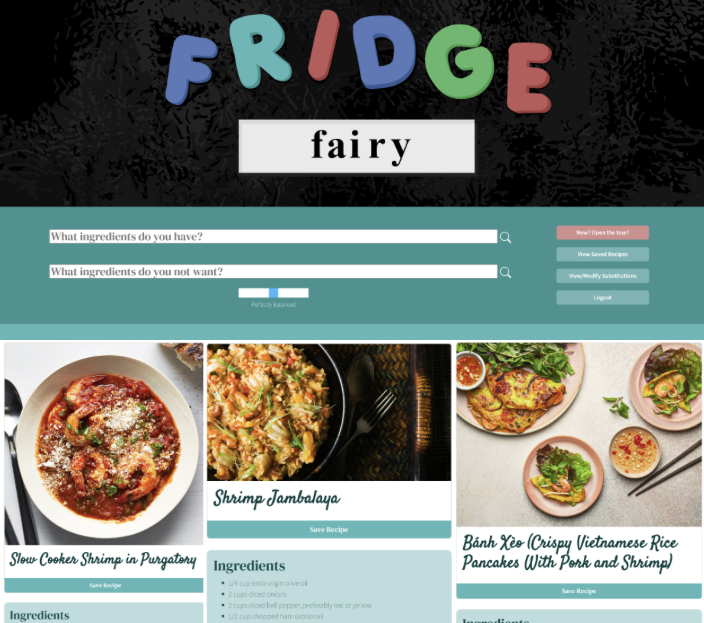 FRIDGE
fairy
What ingredients do you have?
New? Open the tour!
View Saved Recipes
What ingredients do you not want?
View/Modify Substitutions
Perfectly Balanced
Logout
Slow Cooker Shrimp in Purgatory
Save Recipe
Ingredients
Shrimp Jambalaya
Save Recipe
Ingredients
1/4 cup extra virgin olive oil
2 cups diced onions
2 cups diced bell pepper, preferably red or yellow
1/2 cup chopped ham (optional)
Bánh Xèo (Crispy Vietnamese Rice
Pancakes With Pork and Shrimp)
Save Recipe
Ingredients